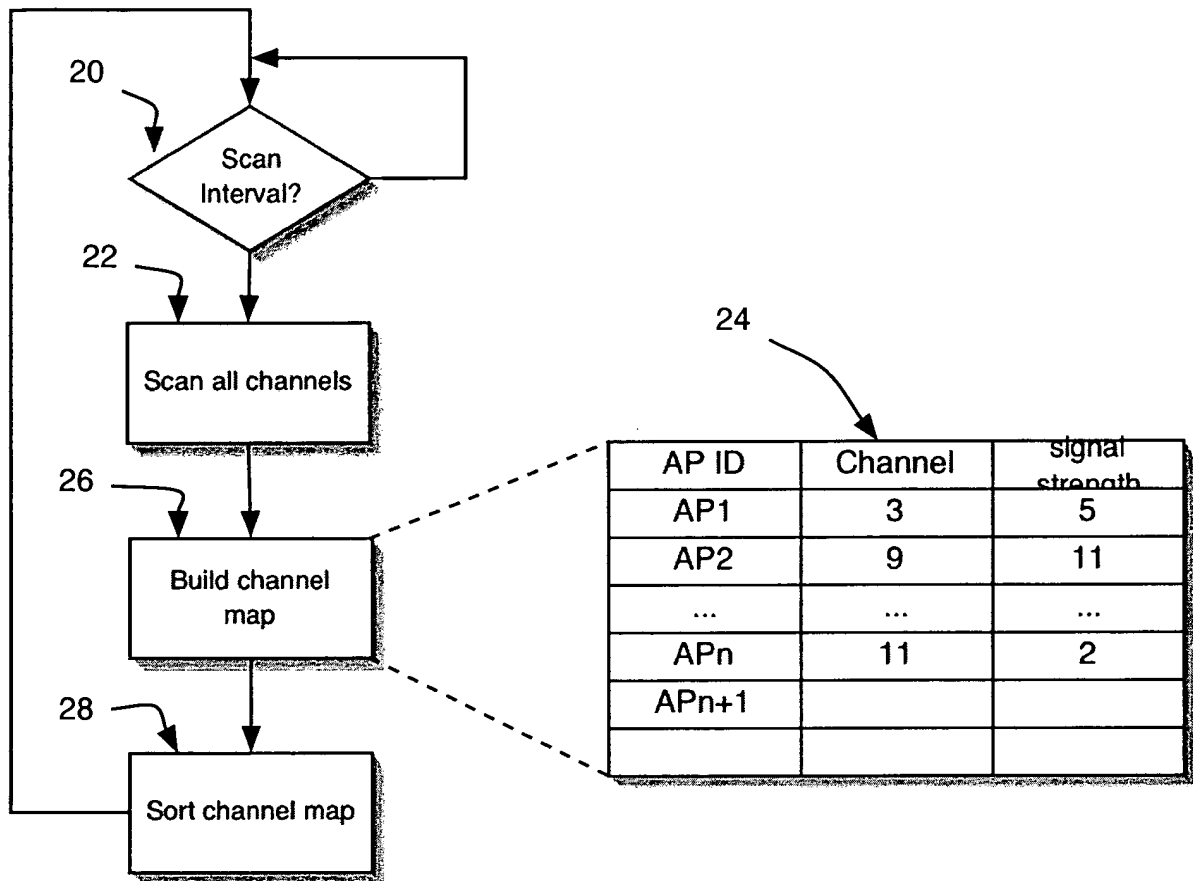 20
Scan
Interval?
22
Scan all channels
24
26
Build channel
map
AP ID Channel signal
strength
AP1 3 5
AP2 9 11
... ... ...
APn 11 2
APn+1
28
Sort channel map